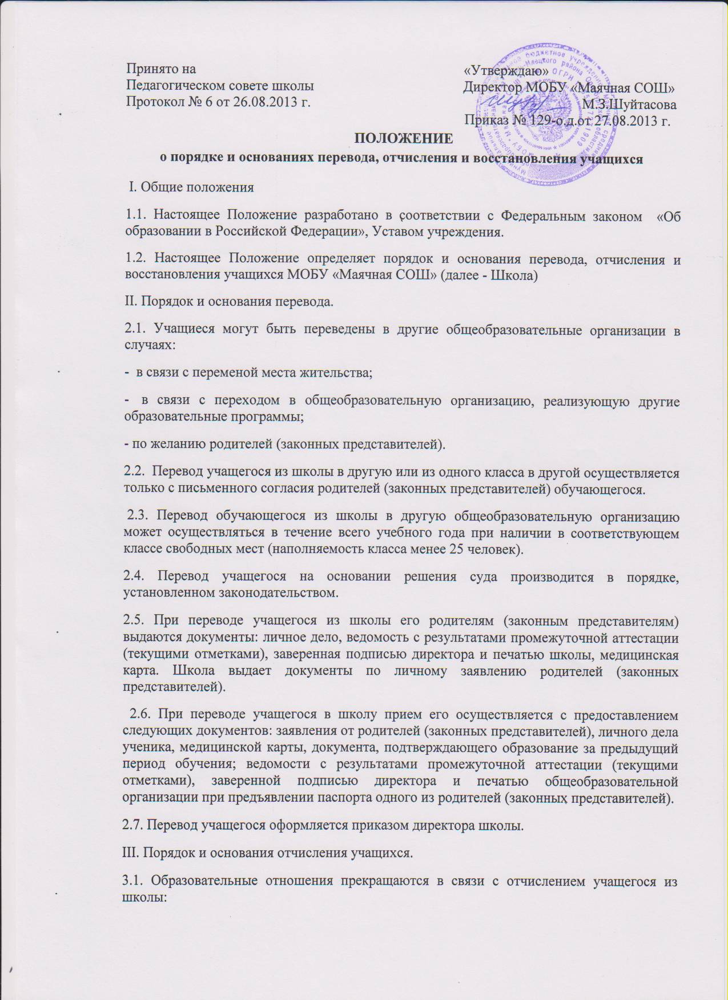 Принято на
Педагогическом совете школы
Протокол № 6 от 26.08.2013 г.
«Утверждаю»
Директор МОБУ «Маячная СОШ»
М.З.Шуйтасова
Приказ № 129-о.д.от 27.08.2013 г.
ПОЛОЖЕНИЕ
о порядке и основаниях перевода, отчисления и восстановления учащихся
I. Общие положения
1.1. Настоящее Положение разработано в соответствии с Федеральным законом «Об
образовании в Российской Федерации», Уставом учреждения.
1.2. Настоящее Положение определяет порядок и основания перевода, отчисления и
восстановления учащихся МОБУ «Маячная СОШ» (далее - Школа)
II. Порядок и основания перевода.
2.1. Учащиеся могут быть переведены в другие общеобразовательные организации в
случаях:
- в связи с переменой места жительства;
- в связи с переходом в общеобразовательную организацию, реализующую другие
образовательные программы;
- по желанию родителей (законных представителей).
2.2. Перевод учащегося из школы в другую или из одного класса в другой осуществляется
только с письменного согласия родителей (законных представителей) обучающегося.
2.3. Перевод обучающегося из школы в другую общеобразовательную организацию
может осуществляться в течение всего учебного года при наличии в соответствующем
классе свободных мест (наполняемость класса менее 25 человек).
2.4. Перевод учащегося на основании решения суда производится в порядке,
установленном законодательством.
2.5. При переводе учащегося из школы его родителям (законным представителям)
выдаются документы: личное дело, ведомость с результатами промежуточной аттестации
(текущими отметками), заверенная подписью директора и печатью школы, медицинская
карта. Школа выдает документы по личному заявлению родителей (законных
представителей).
2.6. При переводе учащегося в школу прием его осуществляется с предоставлением
следующих документов: заявления от родителей (законных представителей), личного дела
ученика, медицинской карты, документа, подтверждающего образование за предыдущий
период обучения; ведомости с результатами промежуточной аттестации (текущими
отметками), заверенной подписью директора и печатью общеобразовательной
организации при предъявлении паспорта одного из родителей (законных представителей).
2.7. Перевод учащегося оформляется приказом директора школы.
III. Порядок и основания отчисления учащихся.
3.1. Образовательные отношения прекращаются в связи с отчислением учащегося из
школы: